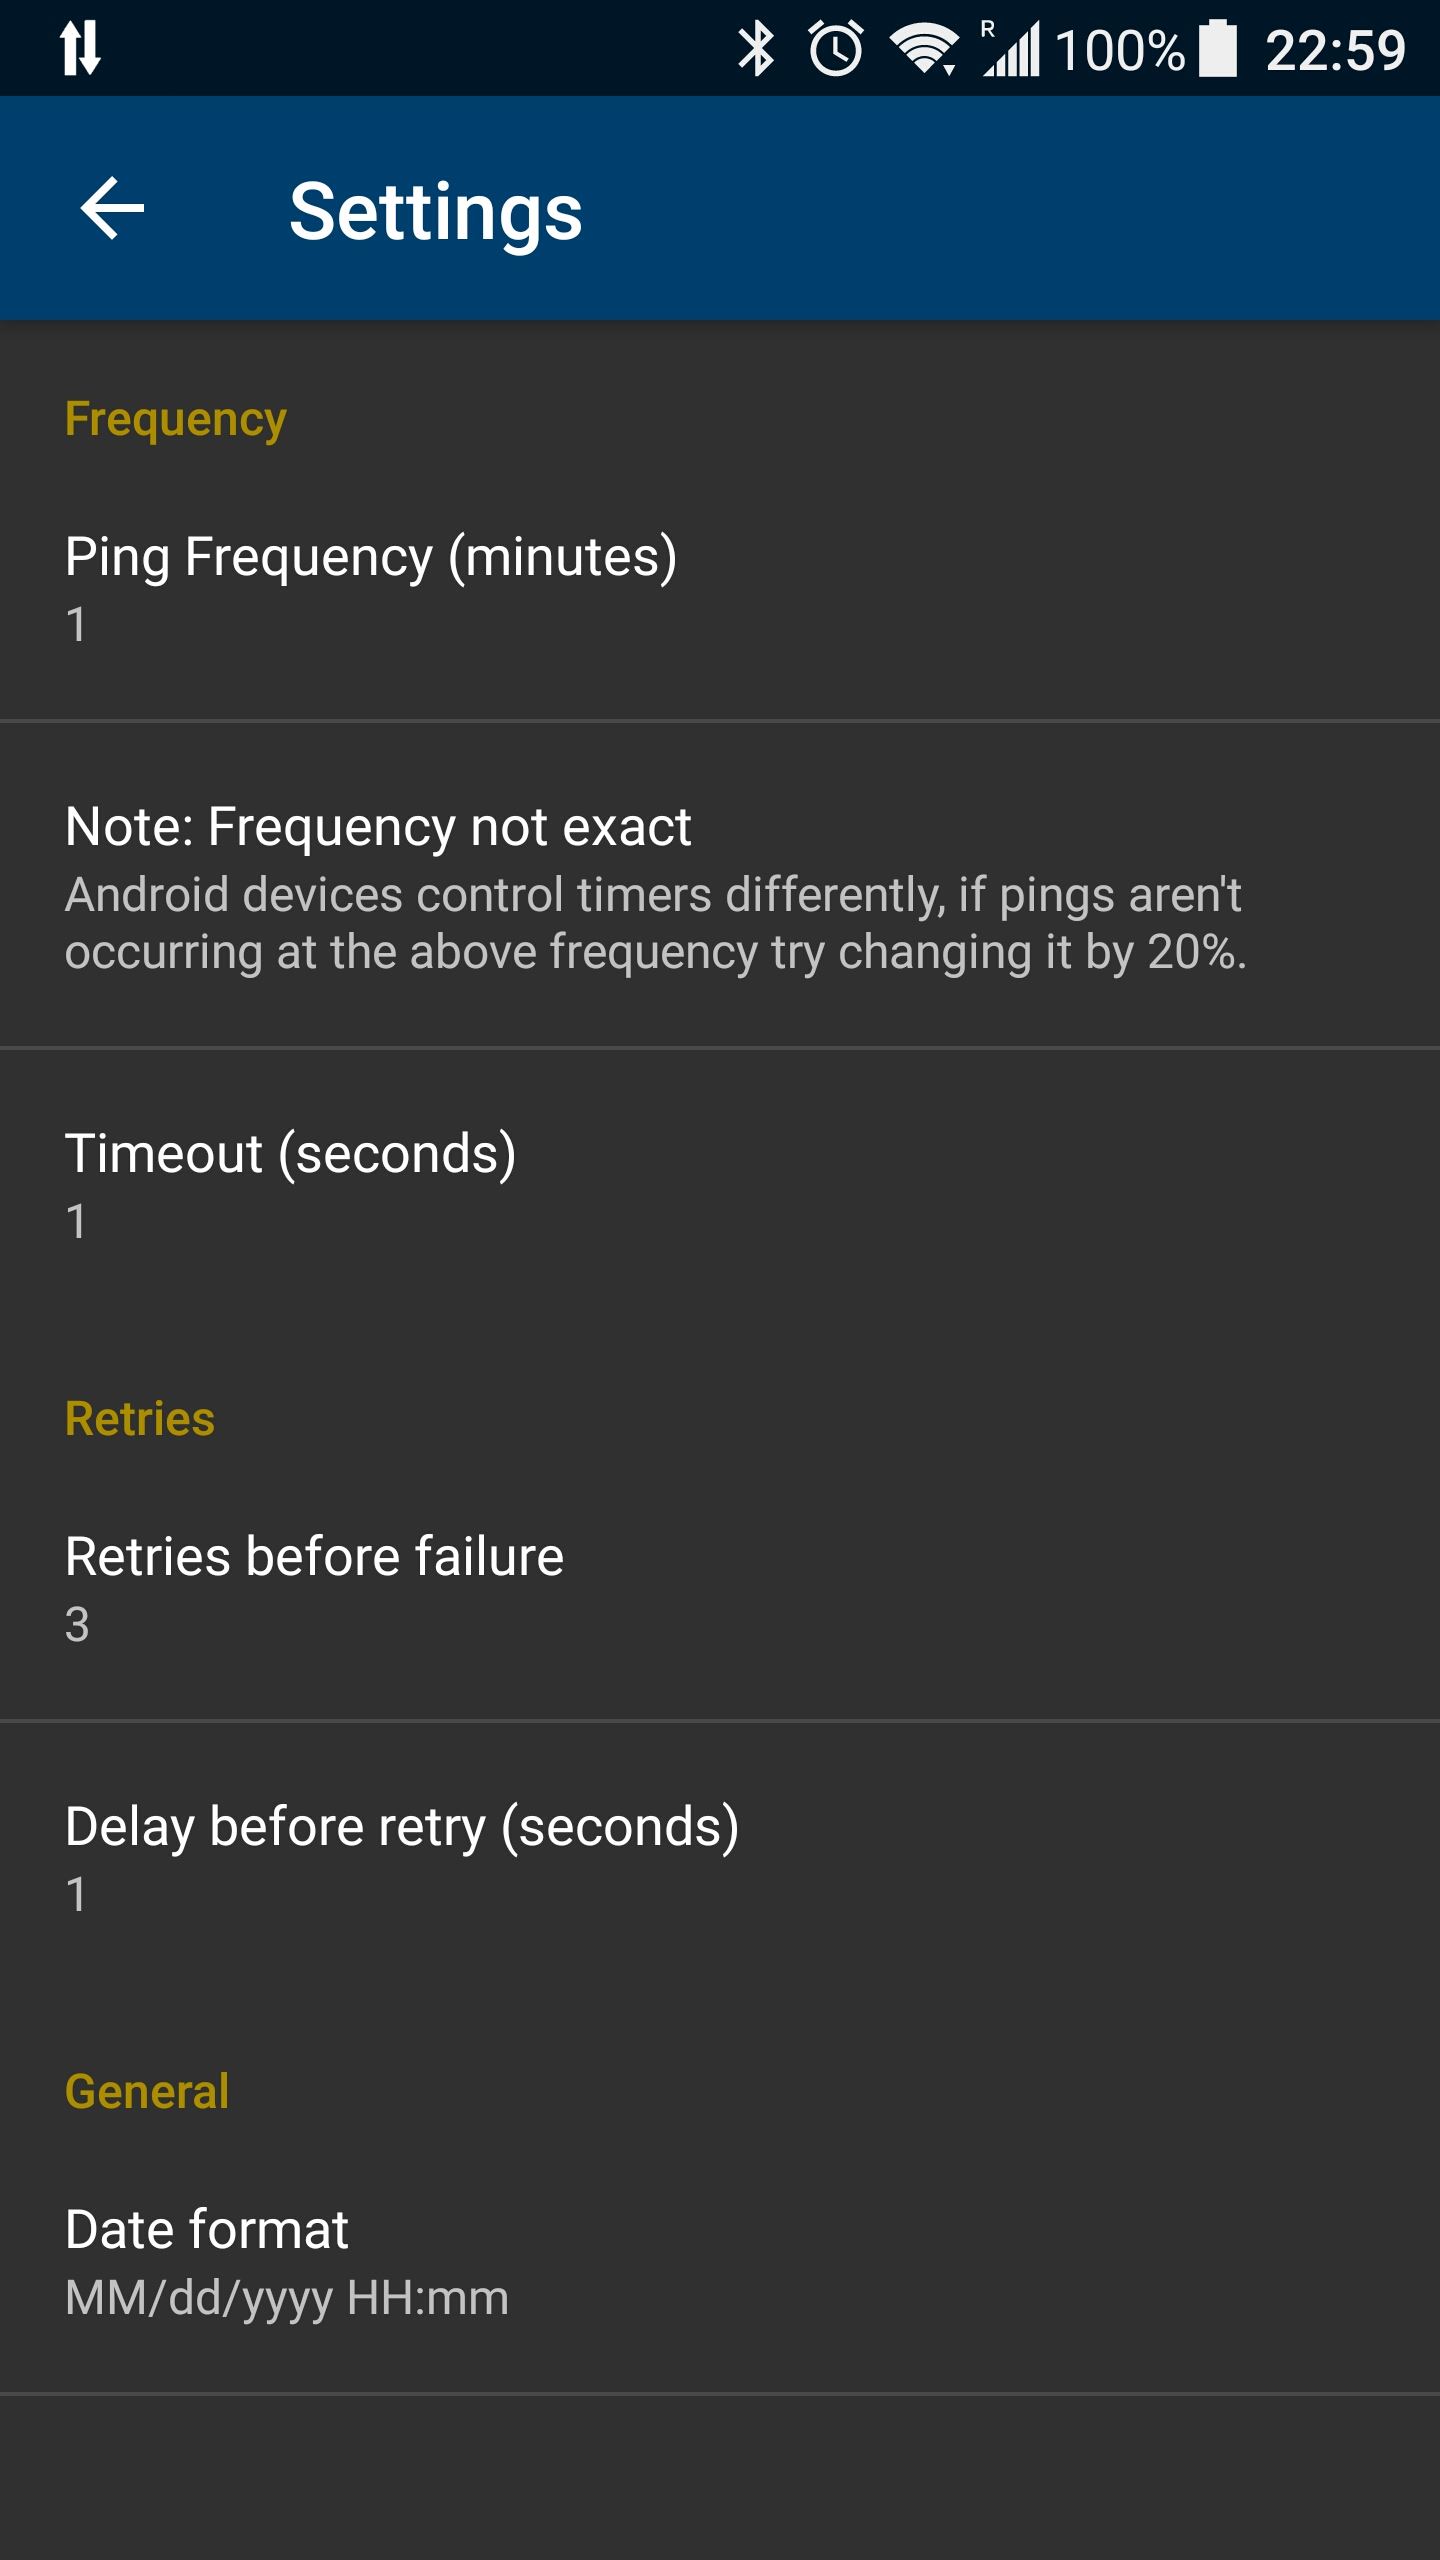 R 100% 22:59
Settings
Frequency
Ping Frequency (minutes)
1
Note: Frequency not exact
Android devices control timers differently, if pings aren't
occurring at the above frequency try changing it by 20%.
Timeout (seconds)
1
Retries
Retries before failure
3
Delay before retry (seconds)
1
General
Date format
MM/dd/yyyy HH:mm